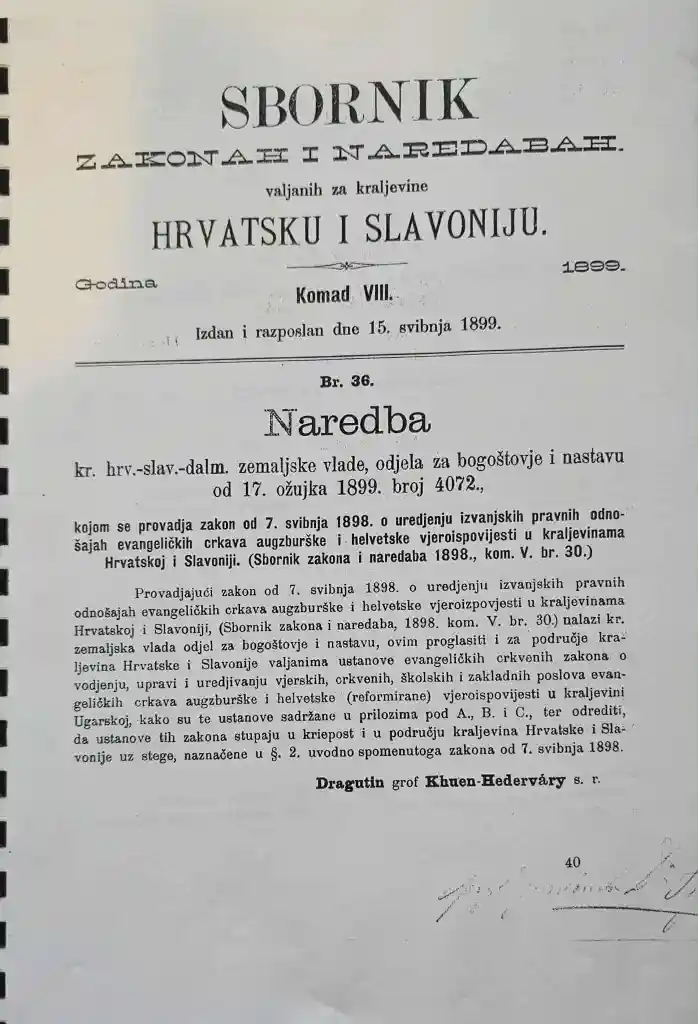 SBORNIK
ZAKONAH I NAREDABAH.
valjanih za kraljevine
HRVATSKU I SLAVONIJU.
Godina 1899.
Komad VIII.
Izdan i razposlan dne 15. svibnja 1899.
Br. 36.
Naredba
kr. hrv.-slav.-dalm. zemaljske vlade, odjela za bogoštovje i nastavu
od 17. ožujka 1899. broj 4072.,
kojom se provadja zakon od 7. svibnja 1898. o uredjenju izvanjskih pravnih odno-
šajah evangeličkih crkava augzburške i helvetske vjeroispovijesti u kraljevinama
Hrvatskoj i Slavoniji. (Sbornik zakona i naredaba 1898., kom. V. br. 30.)
Provadjajući zakon od 7. svibnja 1898. o uredjenju izvanjskih pravnih
odnošajah evangeličkih crkava augzburške i helvetske vjeroizpovjesti u kraljevinama
Hrvatskoj i Slavoniji, (Sbornik zakona i naredaba, 1898. kom. V. br. 30.) nalazi kr.
zemaljska vlada odjel za bogoštovje i nastavu, ovim proglasiti i za područje kra-
ljevina Hrvatske i Slavonije valjanima ustanove evangeličkih crkvenih zakona o
vodjenju, upravi i uredjivanju vjerskih, crkvenih, školskih i zakladnih poslova evan-
geličkih crkava augzburške i helvetske (reformirane) vjeroispovijesti u kraljevini
Ugarskoj, kako su te ustanove sadržane u prilozima pod A., B. i C., ter odrediti,
da ustanove tih zakona stupaju u kriepost i u području kraljevina Hrvatske i Sla-
vonije uz stege, naznačene u §. 2. uvodno spomenutoga zakona od 7. svibnja 1898.
Dragutin grof Khuen-Hederváry s. r.
40